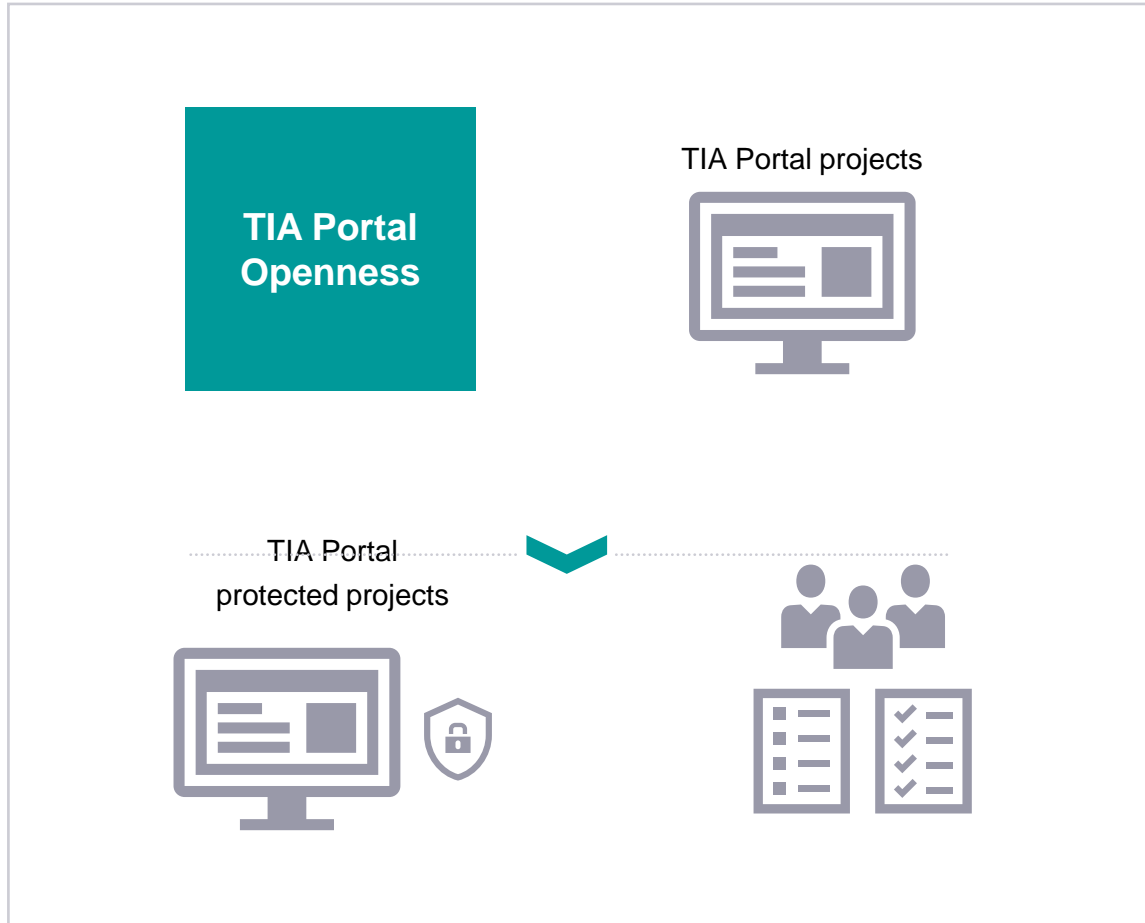 TIA Portal
Openness
TIA Portal projects
TIA Portal
protected projects